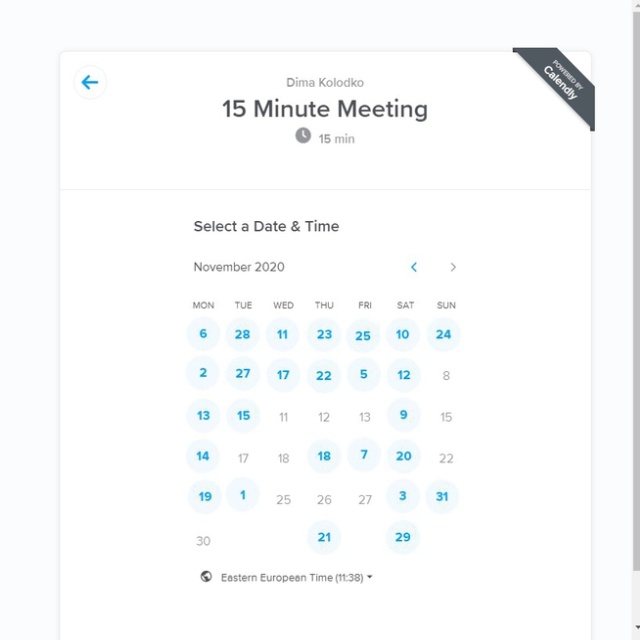 POWERED BY
Calendly
Dima Kolodko
15 Minute Meeting
15 min
Select a Date & Time
November 2020
MON TUE WED THU FRI SAT SUN
6 28 11 23 25 10 24
2 27 17 22 5 12 8
13 15 11 12 13 9 15
14 17 18 18 7 20 22
19 1 25 26 27 3 31
30 21 29
Eastern European Time (11:38)